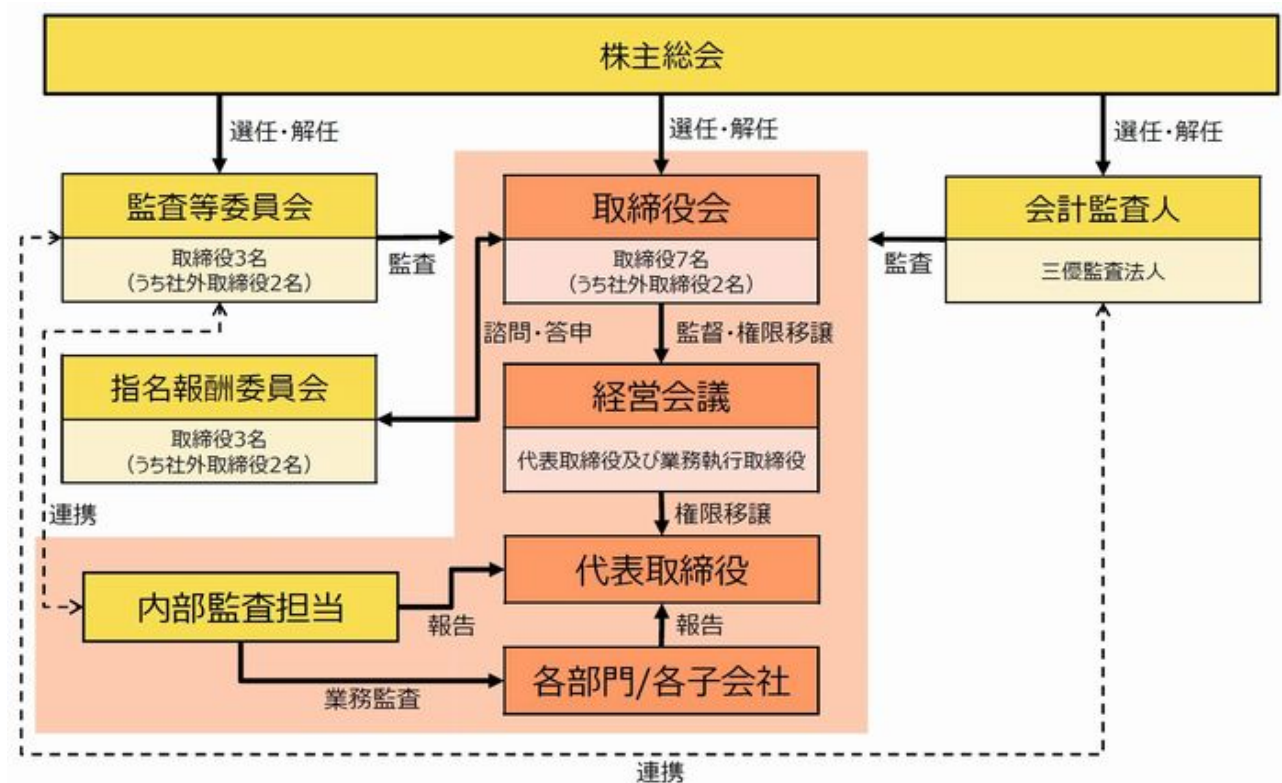 株主総会
選任・解任
選任・解任
選任・解任
監査等委員会
取締役3名
(うち社外取締役2名)
監査
取締役会
取締役7名
(うち社外取締役2名)
監査
会計監査人
三優監査法人
諮問・答申
監督・権限移譲
指名報酬委員会
取締役3名
(うち社外取締役2名)
経営会議
代表取締役及び業務執行取締役
連携
権限移譲
代表取締役
内部監査担当
報告
報告
各部門/各子会社
業務監査
連携